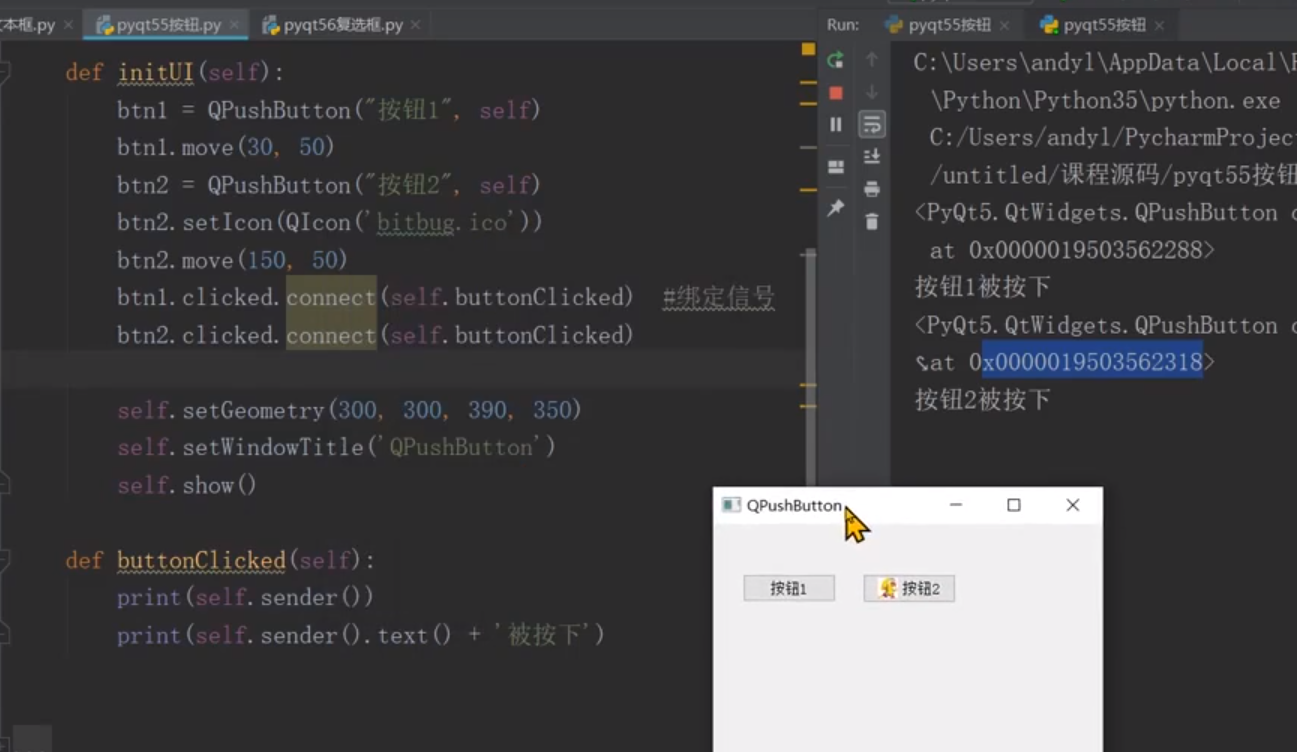 文本框.py
pyqt55按钮.py
pyqt56复选框.py
def initUI(self):
btn1 = QPushButton("按钮1", self)
btn1.move(30, 50)
btn2 = QPushButton("按钮2", self)
btn2.setIcon(QIcon('bitbug.ico'))
btn2.move(150, 50)
btn1.clicked.connect(self.buttonClicked) #绑定信号
btn2.clicked.connect(self.buttonClicked)
self.setGeometry(300, 300, 390, 350)
self.setWindowTitle('QPushButton')
self.show()
def buttonClicked(self):
print(self.sender())
print(self.sender().text() + '被按下')
Run:
pyqt55按钮
pyqt55按钮
C:\Users\andyl\AppData\Local\
\Python\Python35\python.exe
C:/Users/andyl/PycharmProjec
/untitled/课程源码/pyqt55按钮
<PyQt5.QtWidgets.QPushButton
at 0x0000019503562288>
按钮1被按下
<PyQt5.QtWidgets.QPushButton
at 0x0000019503562318>
按钮2被按下
QPushButton
按钮1
按钮2